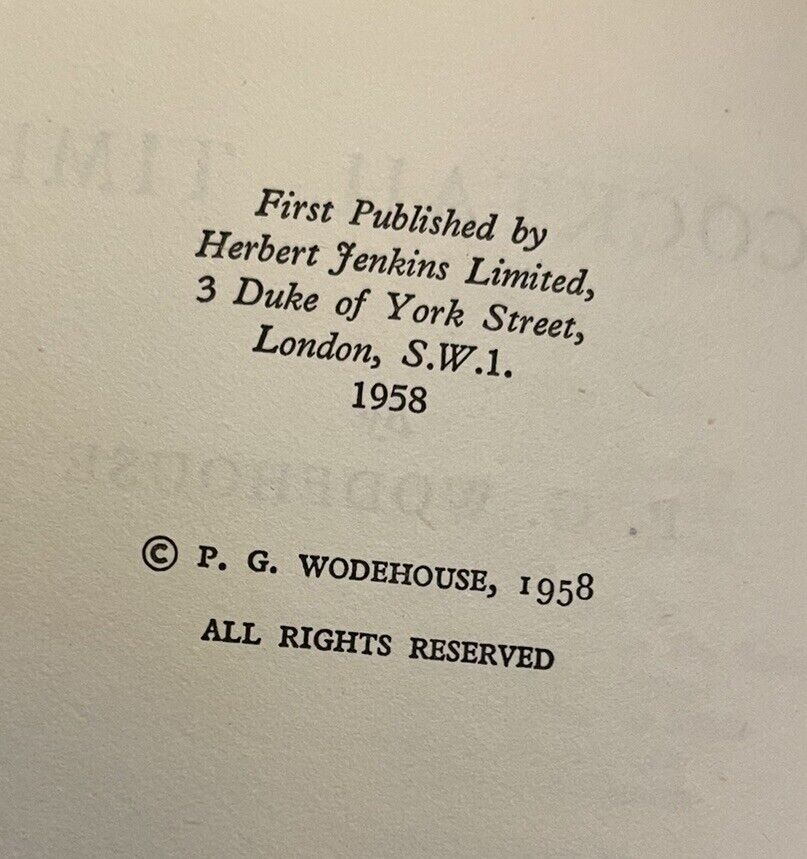 First Published by
Herbert Jenkins Limited,
3 Duke of York Street,
London, S.W.1.
1958
© P. G. WODEHOUSE, 1958
ALL RIGHTS RESERVED